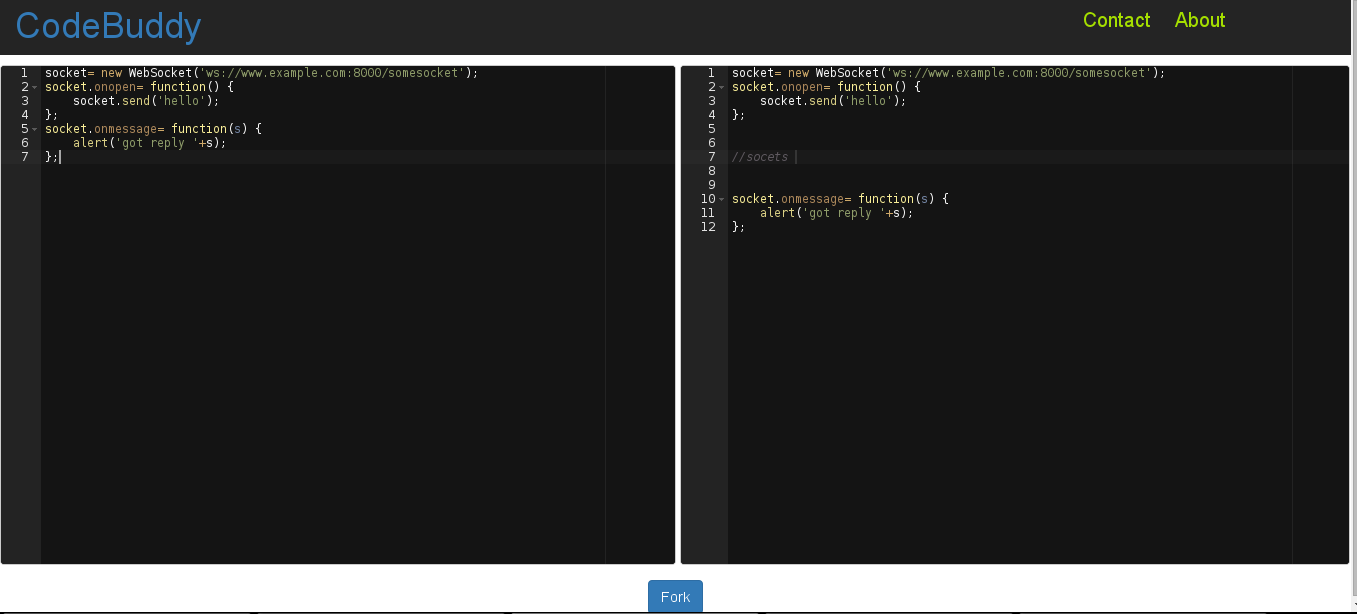 CodeBuddy
Contact About
1 socket= new WebSocket('ws://www.example.com:8000/somesocket');
2 socket.onopen= function() {
3 socket.send('hello');
4 };
5 socket.onmessage= function(s) {
6 alert('got reply '+s);
7 };
1 socket= new WebSocket('ws://www.example.com:8000/somesocket');
2 socket.onopen= function() {
3 socket.send('hello');
4 };
5
6
7 //socets
8
9
10 socket.onmessage= function(s) {
11 alert('got reply '+s);
12 };
Fork